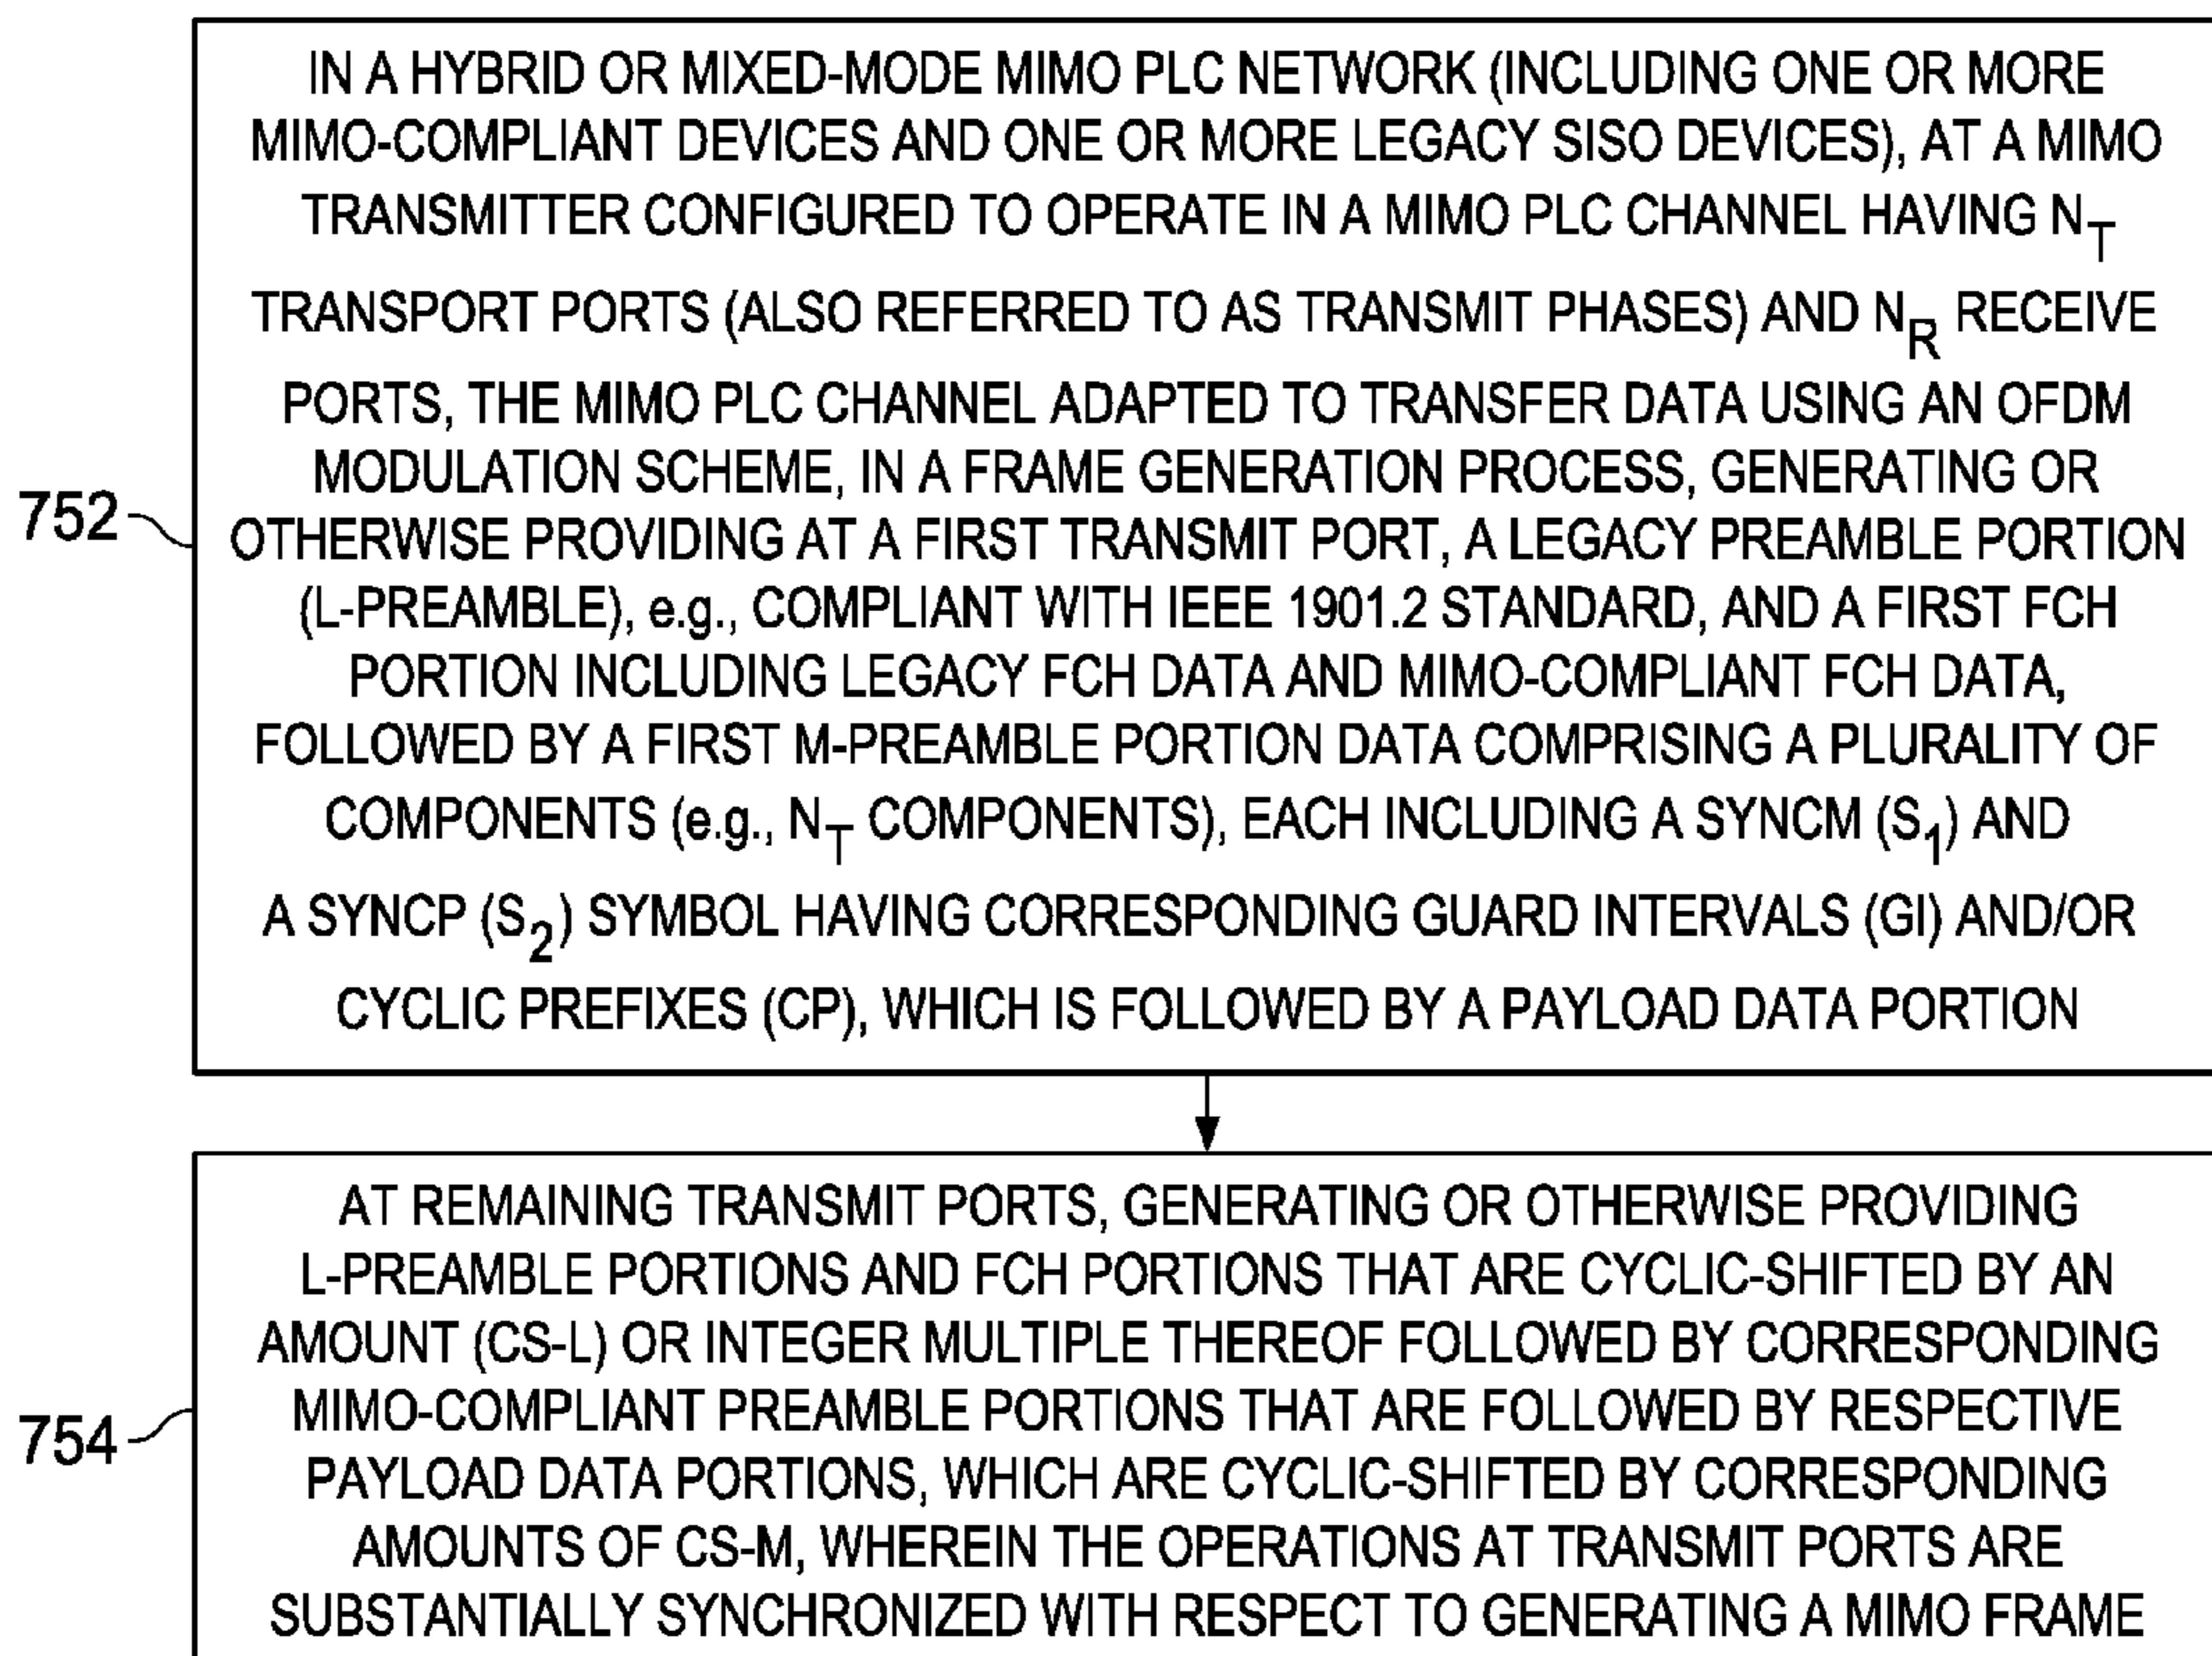 IN A HYBRID OR MIXED-MODE MIMO PLC NETWORK (INCLUDING ONE OR MORE
MIMO-COMPLIANT DEVICES AND ONE OR MORE LEGACY SISO DEVICES), AT A MIMO
TRANSMITTER CONFIGURED TO OPERATE IN A MIMO PLC CHANNEL HAVING N_T
TRANSPORT PORTS (ALSO REFERRED TO AS TRANSMIT PHASES) AND N_R RECEIVE
PORTS, THE MIMO PLC CHANNEL ADAPTED TO TRANSFER DATA USING AN OFDM
MODULATION SCHEME, IN A FRAME GENERATION PROCESS, GENERATING OR
752
OTHERWISE PROVIDING AT A FIRST TRANSMIT PORT, A LEGACY PREAMBLE PORTION
(L-PREAMBLE), e.g., COMPLIANT WITH IEEE 1901.2 STANDARD, AND A FIRST FCH
PORTION INCLUDING LEGACY FCH DATA AND MIMO-COMPLIANT FCH DATA,
FOLLOWED BY A FIRST M-PREAMBLE PORTION DATA COMPRISING A PLURALITY OF
COMPONENTS (e.g., N_T COMPONENTS), EACH INCLUDING A SYNCM (S_1) AND
A SYNCP (S_2) SYMBOL HAVING CORRESPONDING GUARD INTERVALS (GI) AND/OR
CYCLIC PREFIXES (CP), WHICH IS FOLLOWED BY A PAYLOAD DATA PORTION
AT REMAINING TRANSMIT PORTS, GENERATING OR OTHERWISE PROVIDING
L-PREAMBLE PORTIONS AND FCH PORTIONS THAT ARE CYCLIC-SHIFTED BY AN
AMOUNT (CS-L) OR INTEGER MULTIPLE THEREOF FOLLOWED BY CORRESPONDING
MIMO-COMPLIANT PREAMBLE PORTIONS THAT ARE FOLLOWED BY RESPECTIVE
754
PAYLOAD DATA PORTIONS, WHICH ARE CYCLIC-SHIFTED BY CORRESPONDING
AMOUNTS OF CS-M, WHEREIN THE OPERATIONS AT TRANSMIT PORTS ARE
SUBSTANTIALLY SYNCHRONIZED WITH RESPECT TO GENERATING A MIMO FRAME